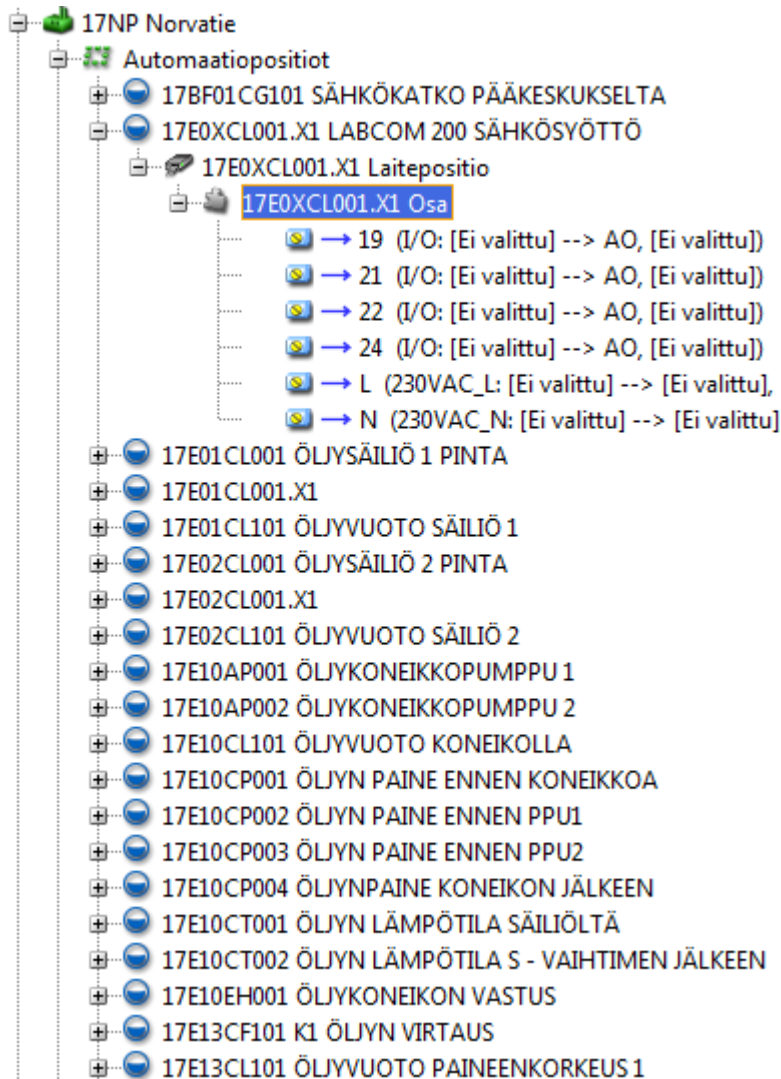 17NP Norvatie
Automaatiopositiot
17BF01CG101 SÄHKÖKATKO PÄÄKESKUKSELTA
17E0XCL001.X1 LABCOM 200 SÄHKÖSYÖTTÖ
17E0XCL001.X1 Laitepositio
17E0XCL001.X1 Osa
19 (I/O: [Ei valittu] --> AO, [Ei valittu])
21 (I/O: [Ei valittu] --> AO, [Ei valittu])
22 (I/O: [Ei valittu] --> AO, [Ei valittu])
24 (I/O: [Ei valittu] --> AO, [Ei valittu])
L (230VAC_L: [Ei valittu] --> [Ei valittu],
N (230VAC_N: [Ei valittu] --> [Ei valittu]
17E01CL001 ÖLJYSÄILIÖ 1 PINTA
17E01CL001.X1
17E01CL101 ÖLJYVUOTO SÄILIÖ 1
17E02CL001 ÖLJYSÄILIÖ 2 PINTA
17E02CL001.X1
17E02CL101 ÖLJYVUOTO SÄILIÖ 2
17E10AP001 ÖLJYKONEIKKOPUMPPU 1
17E10AP002 ÖLJYKONEIKKOPUMPPU 2
17E10CL101 ÖLJYVUOTO KONEIKOLLA
17E10CP001 ÖLJYN PAINE ENNEN KONEIKKOA
17E10CP002 ÖLJYN PAINE ENNEN PPU1
17E10CP003 ÖLJYN PAINE ENNEN PPU2
17E10CP004 ÖLJYNPAINE KONEIKON JÄLKEEN
17E10CT001 ÖLJYN LÄMPÖTILA SÄILIÖLTÄ
17E10CT002 ÖLJYN LÄMPÖTILA S - VAIHTIMEN JÄLKEEN
17E10EH001 ÖLJYKONEIKON VASTUS
17E13CF101 K1 ÖLJYN VIRTAUS
17E13CL101 ÖLJYVUOTO PAINEENKORKEUS 1